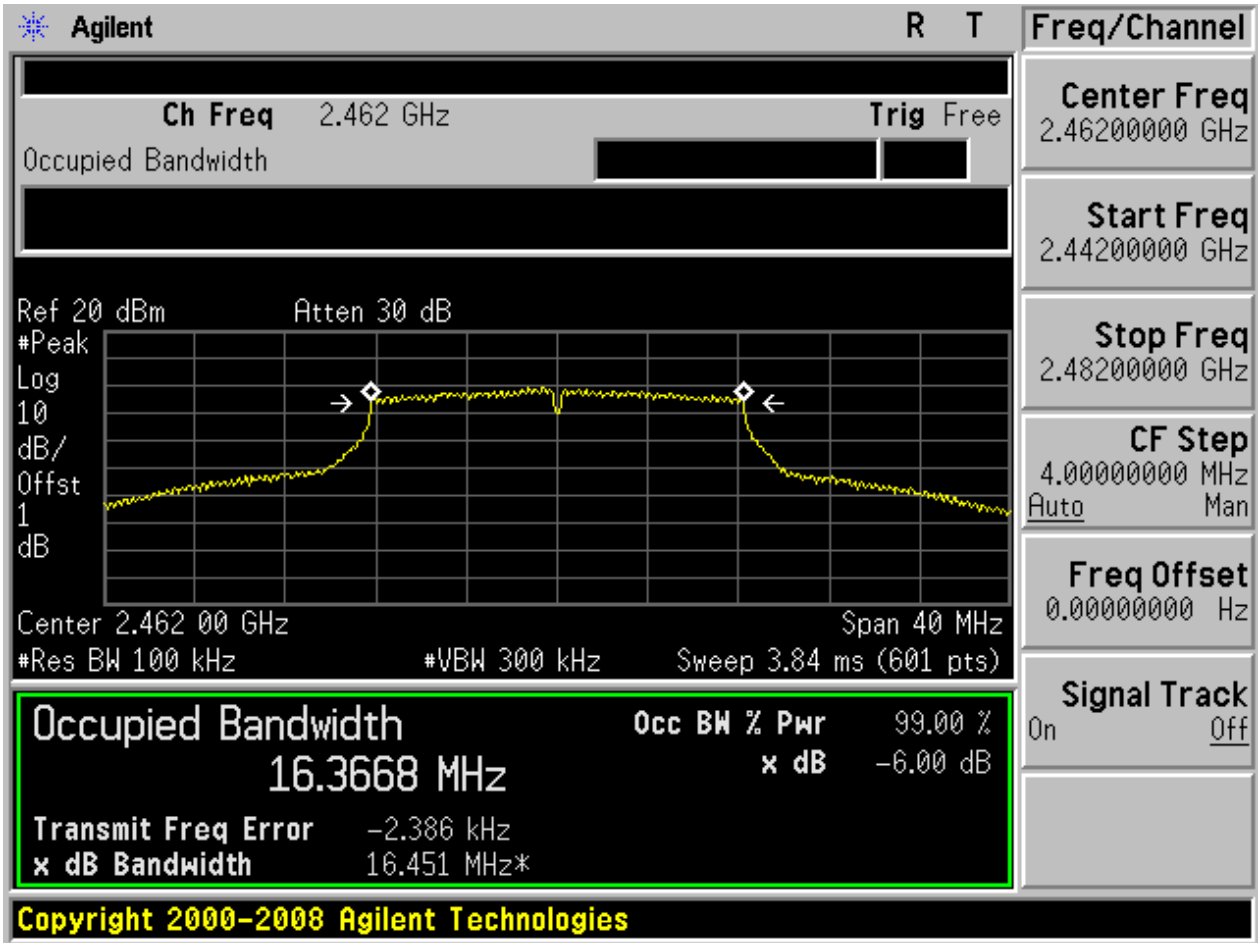 Agilent R T
Freq/Channel
Ch Freq 2.462 GHz Trig Free
Occupied Bandwidth
Center Freq
2.46200000 GHz
Start Freq
2.44200000 GHz
Stop Freq
2.48200000 GHz
CF Step
4.00000000 MHz
Auto Man
Freq Offset
0.00000000 Hz
Signal Track
On Off
Ref 20 dBm Atten 30 dB
#Peak
Log
10
dB/
Offst
1
dB
Center 2.462 00 GHz Span 40 MHz
#Res BW 100 kHz #VBW 300 kHz Sweep 3.84 ms (601 pts)
Occupied Bandwidth Occ BW % Pwr 99.00 %
16.3668 MHz x dB -6.00 dB
Transmit Freq Error -2.386 kHz
x dB Bandwidth 16.451 MHz*
Copyright 2000-2008 Agilent Technologies